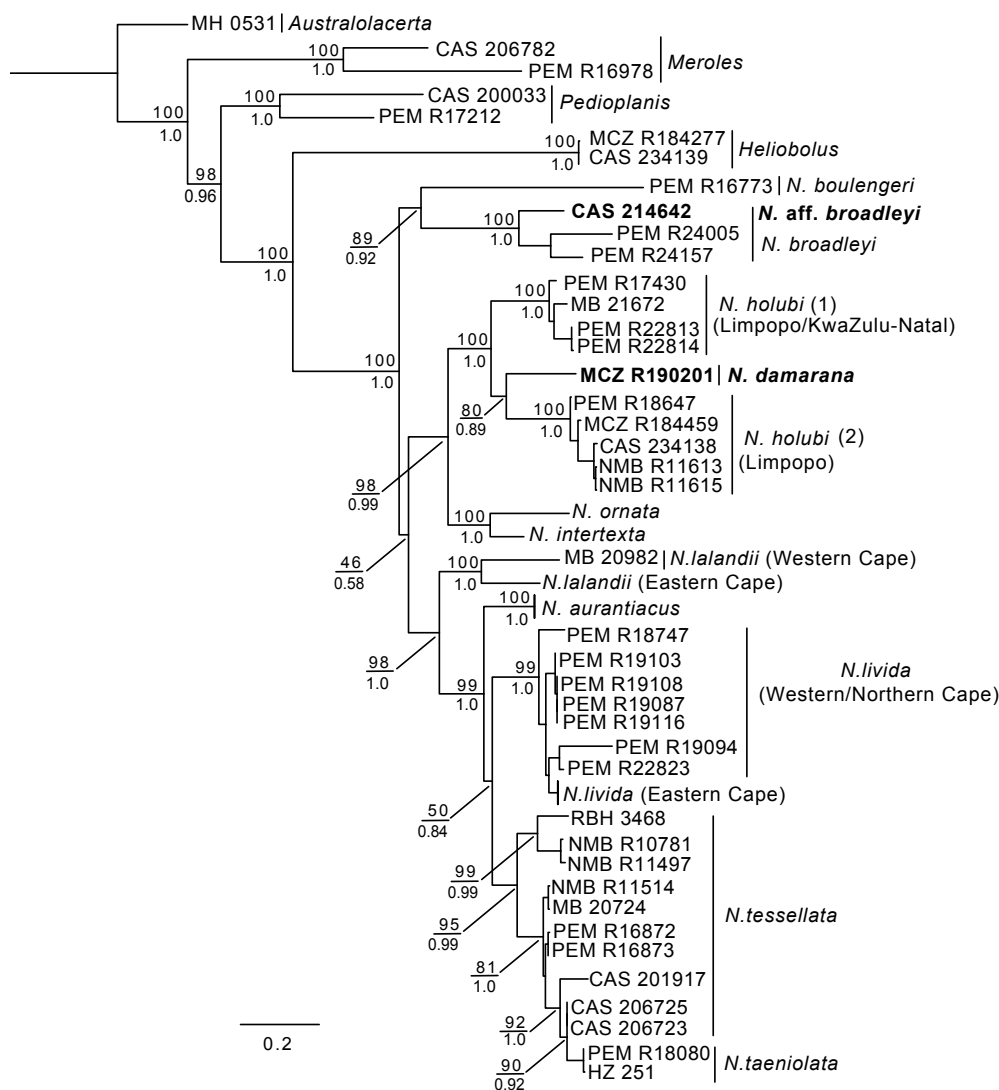 MH 0531 Australolacerta
100
1.0
CAS 206782
PEM R16978
Meroles
100
1.0
100
1.0
CAS 200033
PEM R17212
Pedioplanis
98
0.96
100
1.0
MCZ R184277
CAS 234139
Heliobolus
100
1.0
PEM R16773 N. boulengeri
89
0.92
100
1.0
CAS 214642
N. aff. broadleyi
PEM R24005
PEM R24157
N. broadleyi
100
1.0
100
1.0
PEM R17430
MB 21672
PEM R22813
PEM R22814
N. holubi (1)
(Limpopo/KwaZulu-Natal)
100
1.0
MCZ R190201 N. damarana
80
0.89
100
1.0
PEM R18647
MCZ R184459
CAS 234138
NMB R11613
NMB R11615
N. holubi (2)
(Limpopo)
98
0.99
100
1.0
N. ornata
N. intertexta
46
0.58
100
1.0
MB 20982 N.lalandii (Western Cape)
N.lalandii (Eastern Cape)
98
1.0
100
1.0
N. aurantiacus
99
1.0
99
1.0
PEM R18747
PEM R19103
PEM R19108
PEM R19087
PEM R19116
PEM R19094
PEM R22823
N.livida (Eastern Cape)
N.livida
(Western/Northern Cape)
50
0.84
RBH 3468
NMB R10781
NMB R11497
99
0.99
95
0.99
NMB R11514
MB 20724
PEM R16872
PEM R16873
N.tessellata
81
1.0
CAS 201917
CAS 206725
CAS 206723
92
1.0
90
0.92
PEM R18080
HZ 251
N.taeniolata
0.2